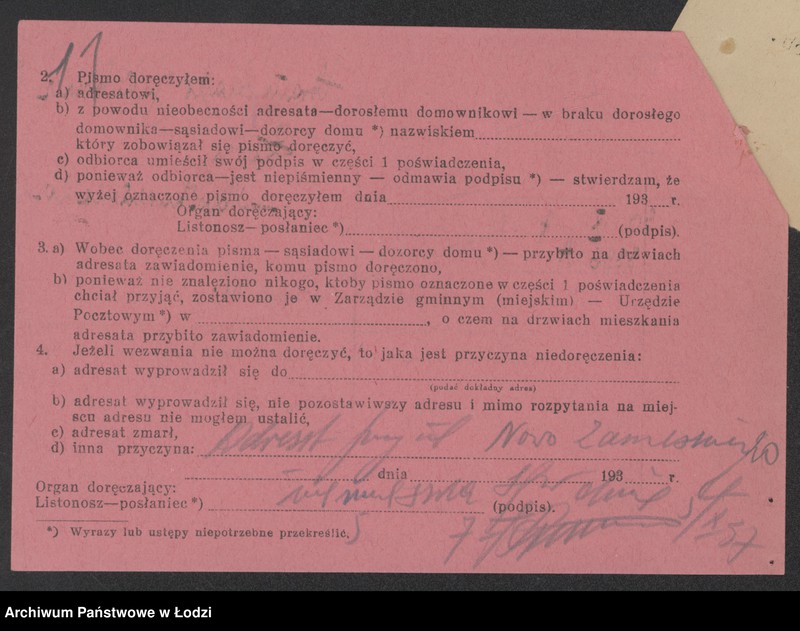 11
2. Pismo doręczyłem:
a) adresatowi,
b) z powodu nieobecności adresata—dorosłemu domownikowi — w braku dorosłego
domownika—sąsiadowi—dozorcy domu *) nazwiskiem
który zobowiązał się pismo doręczyć,
c) odbiorca umieścił swój podpis w części 1 poświadczenia,
d) ponieważ odbiorca—jest niepiśmienny — odmawia podpisu *) — stwierdzam, że
wyżej oznaczone pismo doręczyłem dnia 193 r.
Organ doręczający:
Listonosz— posłaniec *) (podpis).
3. a) Wobec doręczenia pisma — sąsiadowi — dozorcy domu *) — przybito na drzwiach
adresata zawiadomienie, komu pismo doręczono,
b) ponieważ nie znaleziono nikogo, ktoby pismo oznaczone w części 1 poświadczenia
chciał przyjąć, zostawiono je w Zarządzie gminnym (miejskim) — Urzędzie
Pocztowym *) w , o czem na drzwiach mieszkania
adresata przybito zawiadomienie.
4. Jeżeli wezwania nie można doręczyć, to jaka jest przyczyna niedoręczenia:
a) adresat wyprowadził się do
(podać dokładny adres)
b) adresat wyprowadził się, nie pozostawiwszy adresu i mimo rozpytania na miej-
scu adresu nie mogłem ustalić,
c) adresat zmarł,
d) inna przyczyna: Adresat przy ul Nowo
dnia 193 r.
Organ doręczający:
Listonosz—posłaniec *) (podpis).
*) Wyrazy lub ustępy niepotrzebne przekreślić.
Archiwum Państwowe w Łodzi